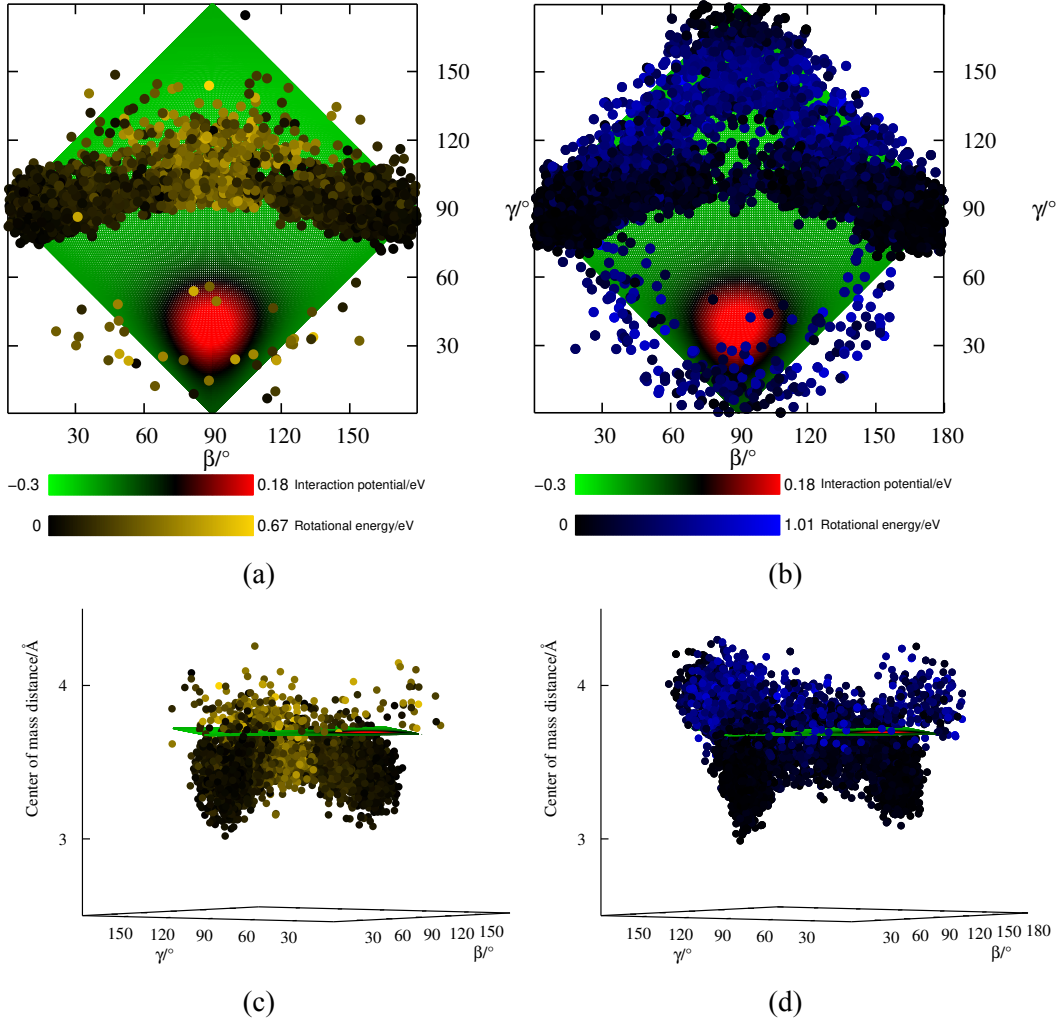 150
120
90
60
30
γ/°
30 60 90 120 150
β/°
−0.3 0.18 Interaction potential/eV
0 0.67 Rotational energy/eV
(a)
150
120
90
60
30
γ/°
30 60 90 120 150 180
β/°
−0.3 0.18 Interaction potential/eV
0 1.01 Rotational energy/eV
(b)
Center of mass distance/Å
4
3
150 120 90 60 30
γ/°
30 60 90 120 150
β/°
(c)
Center of mass distance/Å
4
3
150 120 90 60 30
γ/°
30 60 90 120 150 180
β/°
(d)